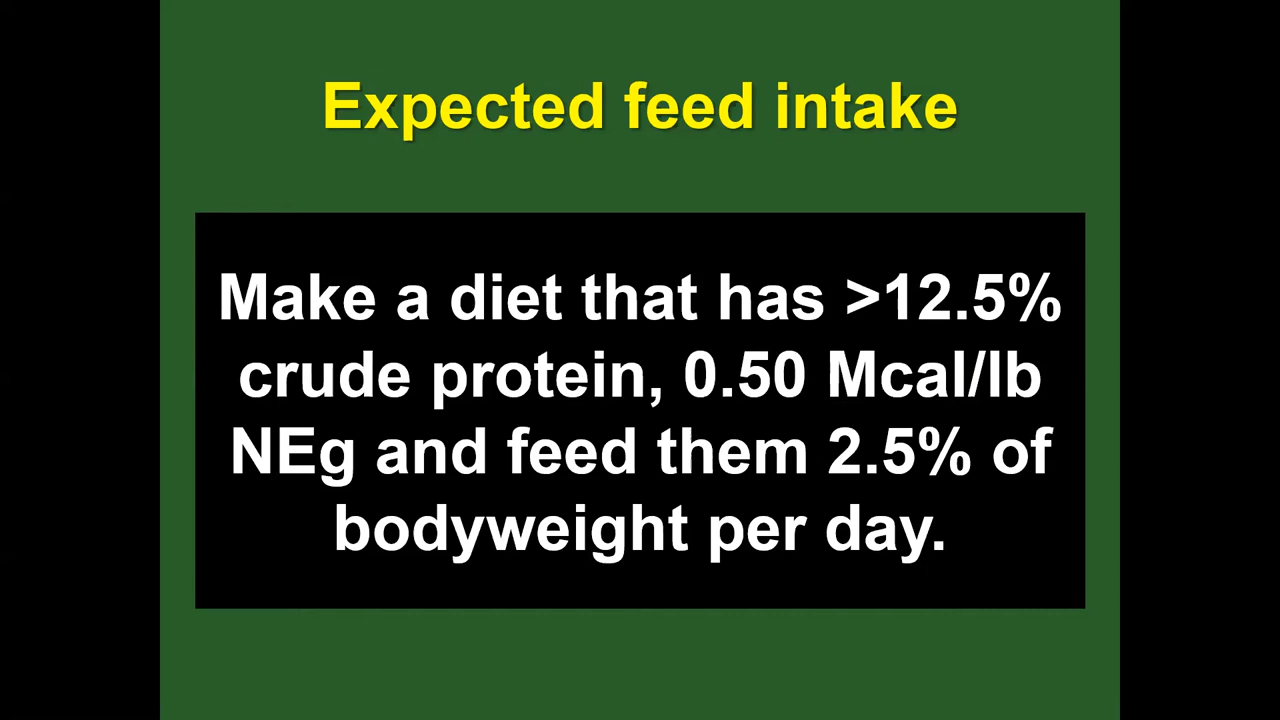 Expected feed intake
Make a diet that has >12.5%
crude protein, 0.50 Mcal/lb
NEg and feed them 2.5% of
bodyweight per day.